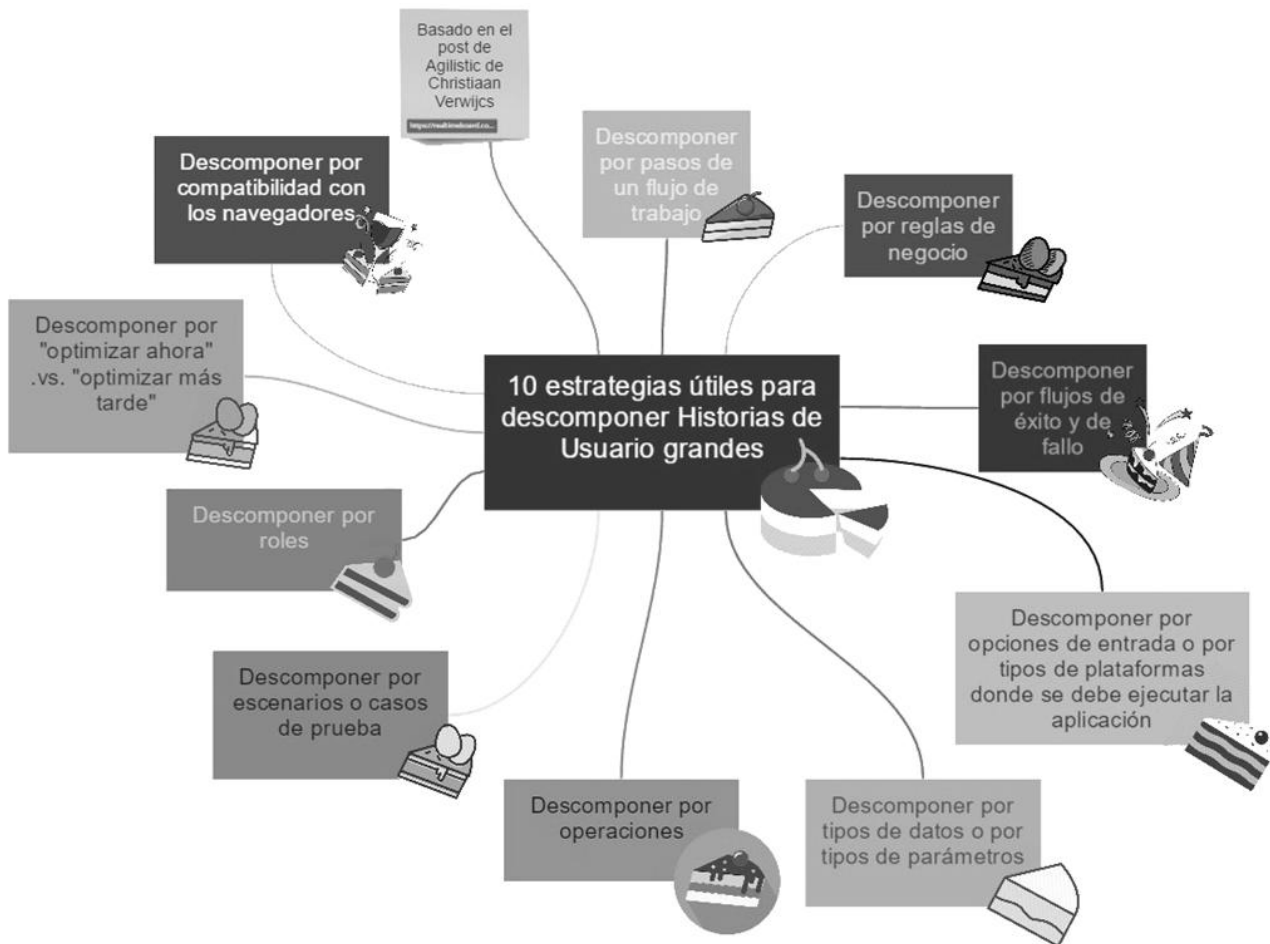 Basado en el
post de
Agilistic de
Christiaan
Verwijcs
Descomponer por
pasos de
un flujo de
trabajo
Descomponer
por reglas de
negocio
Descomponer
por flujos de
éxito y de
fallo
Descomponer por
opciones de entrada o por
tipos de plataformas
donde se debe ejecutar la
aplicación
Descomponer por
tipos de datos o por
tipos de parámetros
Descomponer por
operaciones
Descomponer por
escenarios o casos
de prueba
Descomponer por
roles
Descomponer por
"optimizar ahora"
.vs. "optimizar más
tarde"
Descomponer por
compatibilidad con
los navegadores
10 estrategias útiles para
descomponer Historias de
Usuario grandes